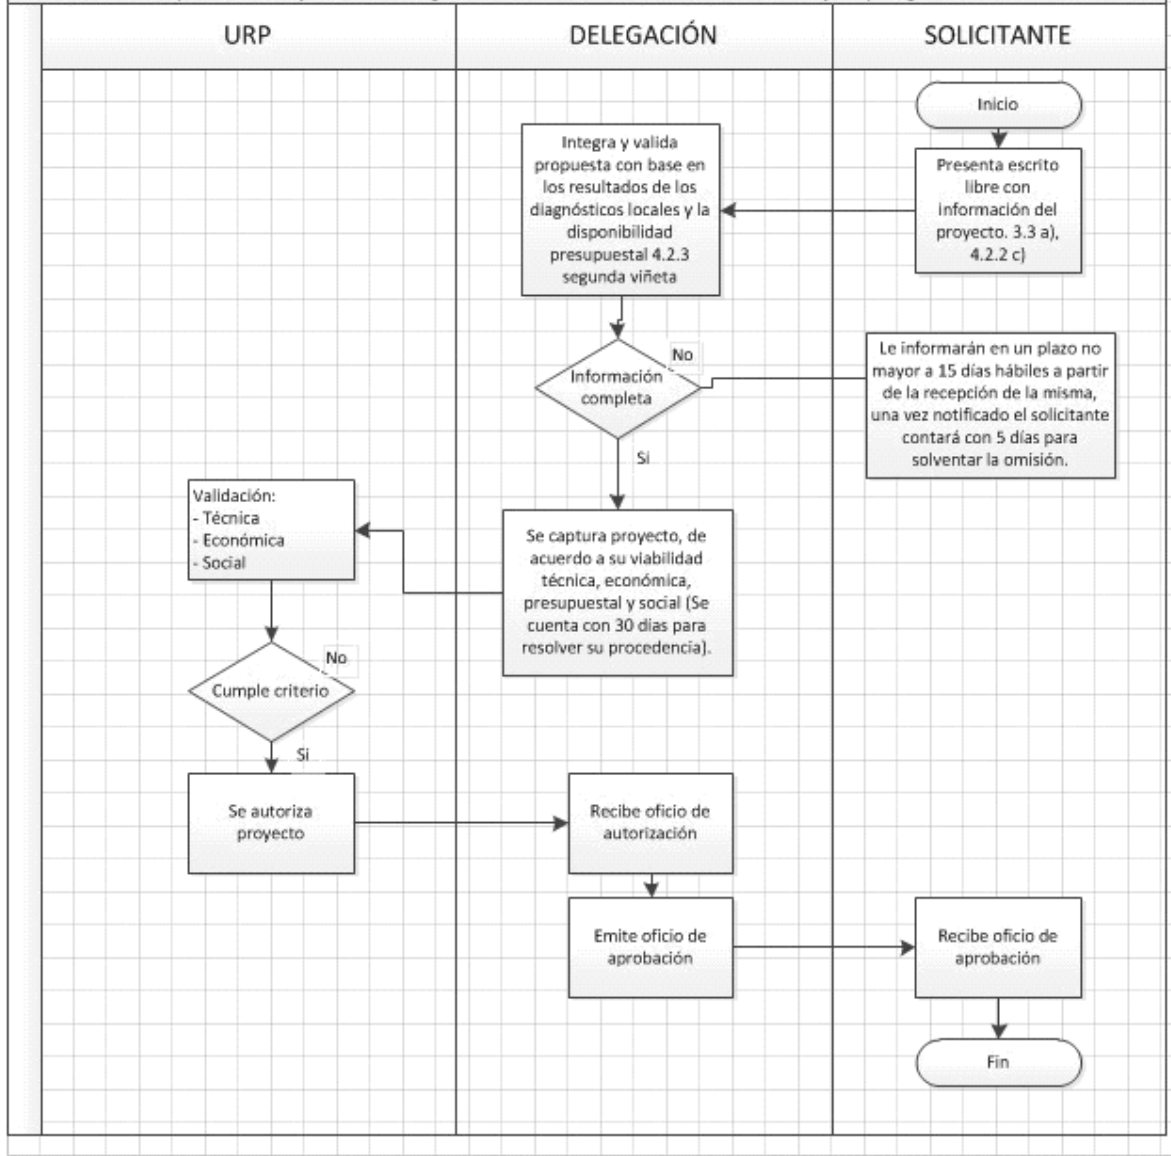 URP
DELEGACIÓN
SOLICITANTE
Inicio
Presenta escrito
libre con
información del
proyecto. 3.3 a),
4.2.2 c)
Integra y valida
propuesta con base en
los resultados de los
diagnósticos locales y la
disponibilidad
presupuestal 4.2.3
segunda viñeta
No
Información
completa
Si
Le informarán en un plazo no
mayor a 15 días hábiles a partir
de la recepción de la misma,
una vez notificado el solicitante
contará con 5 días para
solventar la omisión.
Se captura proyecto, de
acuerdo a su viabilidad
técnica, económica,
presupuestal y social (Se
cuenta con 30 dias para
resolver su procedencia).
Validación:
- Técnica
- Económica
- Social
No
Cumple criterio
Si
Se autoriza
proyecto
Recibe oficio de
autorización
Emite oficio de
aprobación
Recibe oficio de
aprobación
Fin